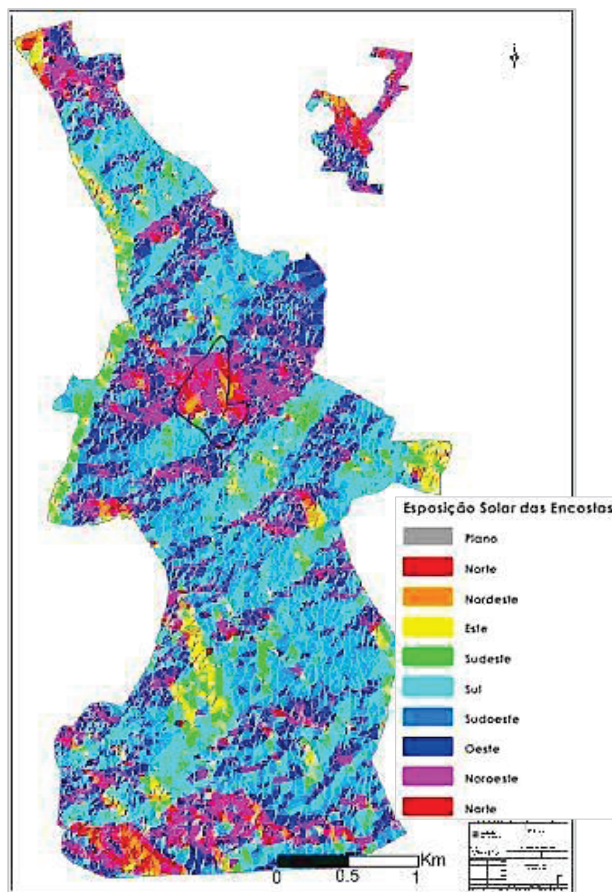 Esposição Solar das Encostas
Plano
Norte
Nordeste
Este
Sudeste
Sul
Sudoeste
Oeste
Noroeste
Norte
Km
0 0.5 1